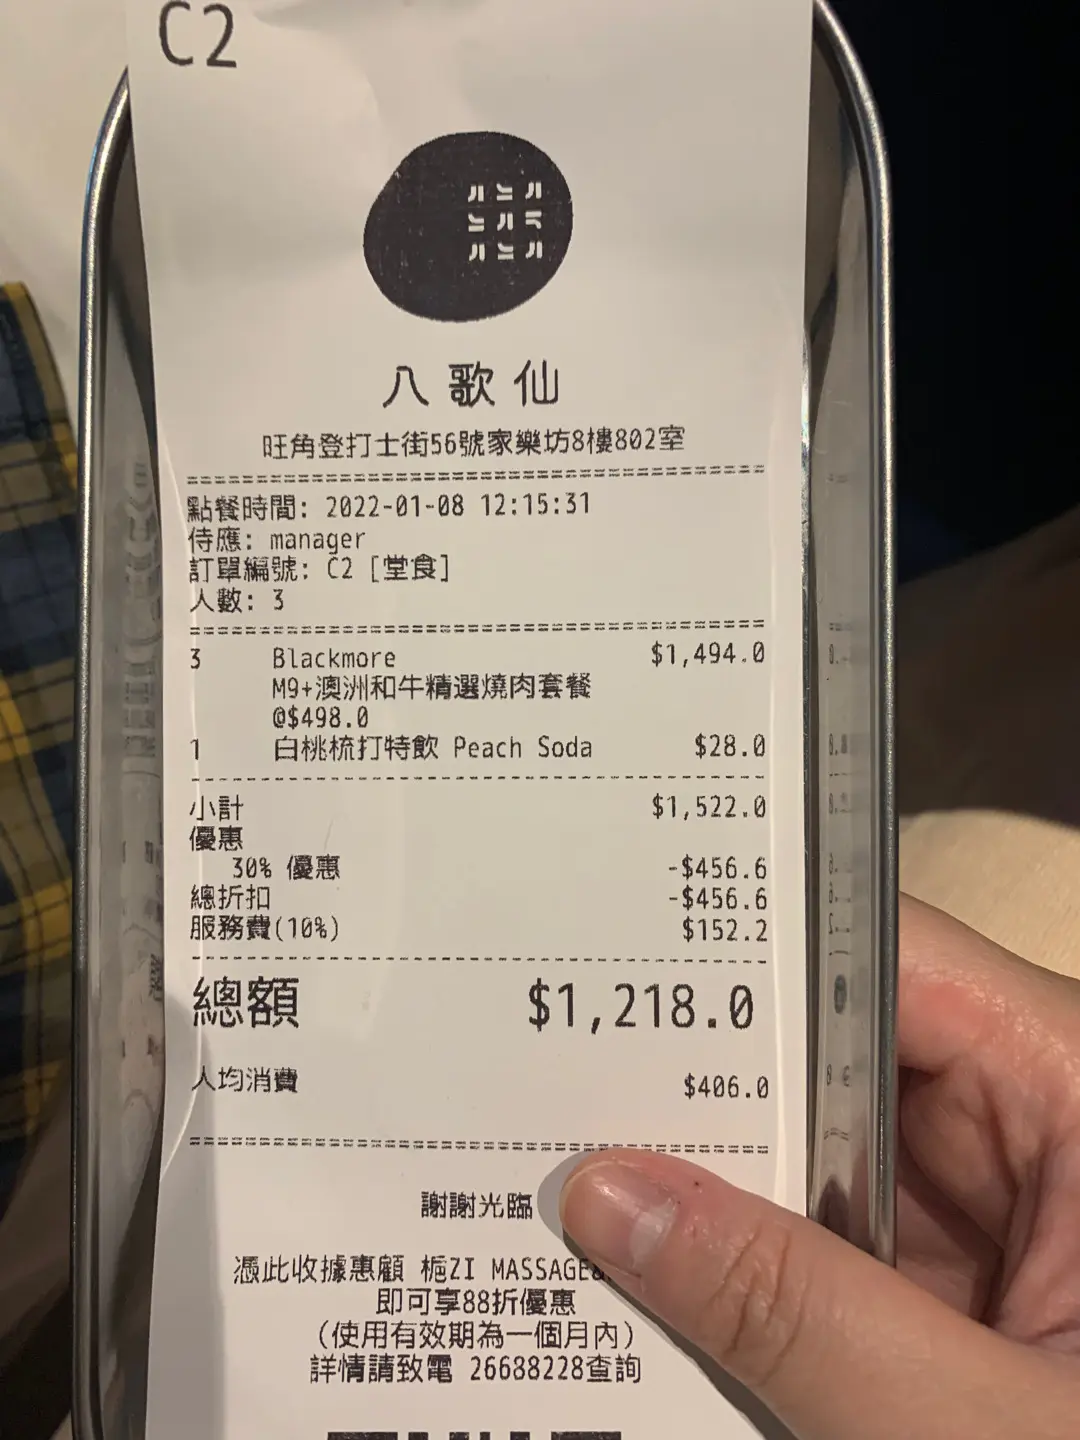 C2
八歌仙
旺角登打士街56號家樂坊8樓802室
點餐時間: 2022-01-08 12:15:31
侍應: manager
訂單編號: C2 [堂食]
人數: 3
3 Blackmore $1,494.0
M9+澳洲和牛精選燒肉套餐
@$498.0
1 白桃梳打特飲 Peach Soda $28.0
小計 $1,522.0
優惠
30% 優惠 -$456.6
總折扣 -$456.6
服務費(10%) $152.2
總額 $1,218.0
人均消費 $406.0
謝謝光臨
憑此收據惠顧 梔ZI MASSAGE&
即可享88折優惠
(使用有效期為一個月內)
詳情請致電 26688228查詢